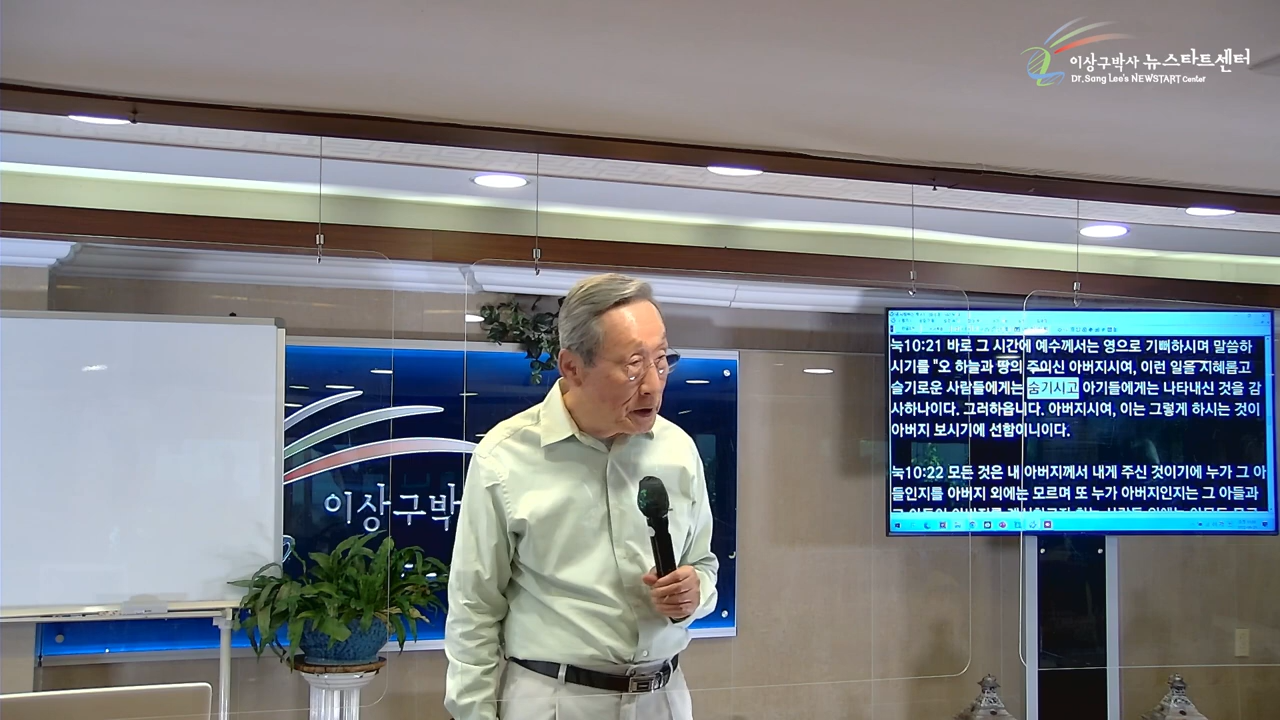 이상구박사 뉴스타트센터
Dr. Sang Lee's NEWSTART Center
이상구박
눅10:21 바로 그 시간에 예수께서는 영으로 기뻐하시며 말씀하
시기를 "오 하늘과 땅의 주이신 아버지시여, 이런 일을 지혜롭고
슬기로운 사람들에게는 숨기시고 아기들에게는 나타내신 것을 감
사하나이다. 그러하옵니다. 아버지시여, 이는 그렇게 하시는 것이
아버지 보시기에 선함이니이다.
눅10:22 모든 것은 내 아버지께서 내게 주신 것이기에 누가 그 아
들인지를 아버지 외에는 모르며 또 누가 아버지인지는 그 아들과